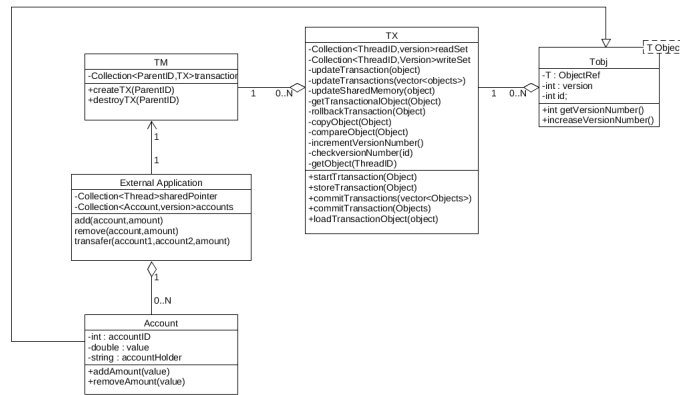 TM
-Collection<ParentID,TX>transaction
+createTX(ParentID)
+destroyTX(ParentID)
1
0..N
TX
-Collection<ThreadID,version>readSet
-Collection<ThreadID,Version>writeSet
-updateTransaction(object)
-updateTransactions(vector<objects>)
-updateSharedMemory(object)
-getTransactionalObject(Object)
-rollbackTransaction(Object)
-copyObject(Object)
-compareObject(Object)
-incrementVersionNumber()
-checkversionNumber(id)
-getObject(ThreadID)
+startTrtansaction(Object)
+storeTransaction(Object)
+commitTransactions(vector<Objects>)
+commitTransaction(Objects)
+loadTransactionObject(object)
1
0..N
T Objec
Tobj
-T : ObjectRef
-int : version
-int id;
+int getVersionNumber()
+increaseVersionNumber()
1
1
External Application
-Collection<Thread>sharedPointer
-Collection<Account,version>accounts
add(account,amount)
remove(account,amount)
transafer(account1,account2,amount)
1
0..N
Account
-int : accountID
-double : value
-string : accountHolder
+addAmount(value)
+removeAmount(value)